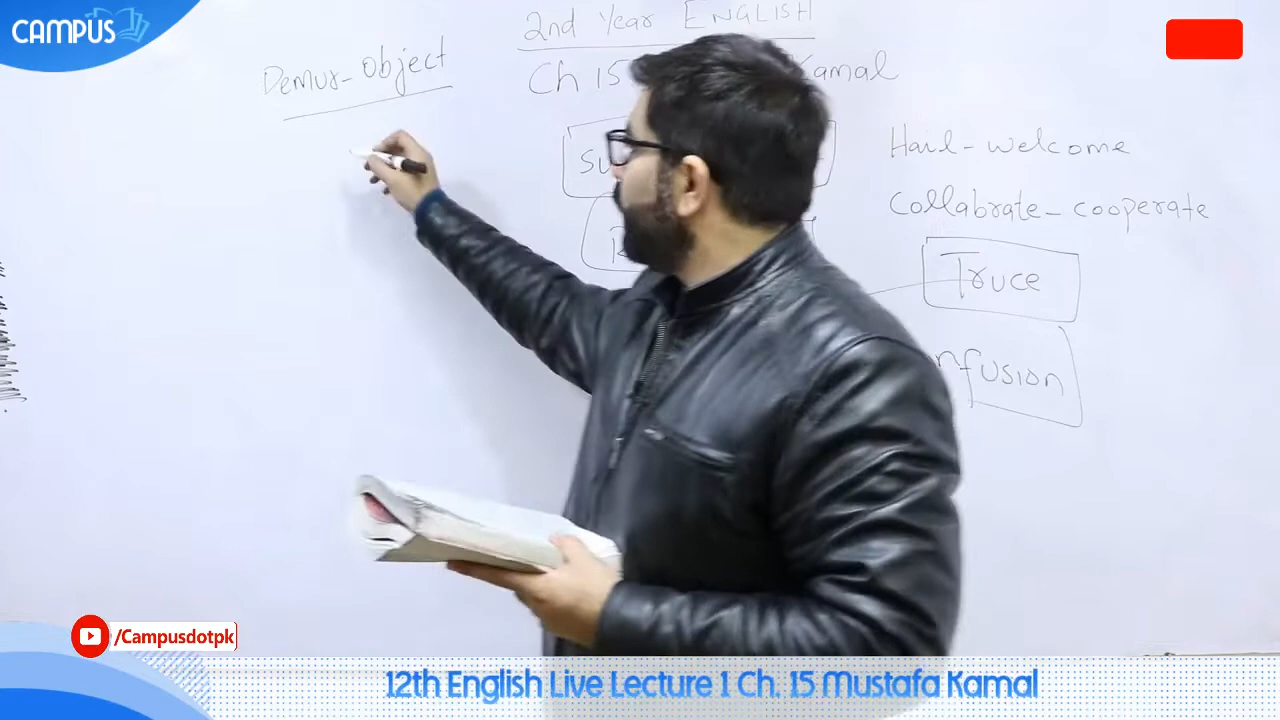 CAMPUS
2nd Year ENGLISH
Demur - object
Ch 15 Kamal
Hail - welcome
Collabrate - cooperate
Truce
nfusion
/Campusdotpk
12th English Live Lecture 1 Ch. 15 Mustafa Kamal